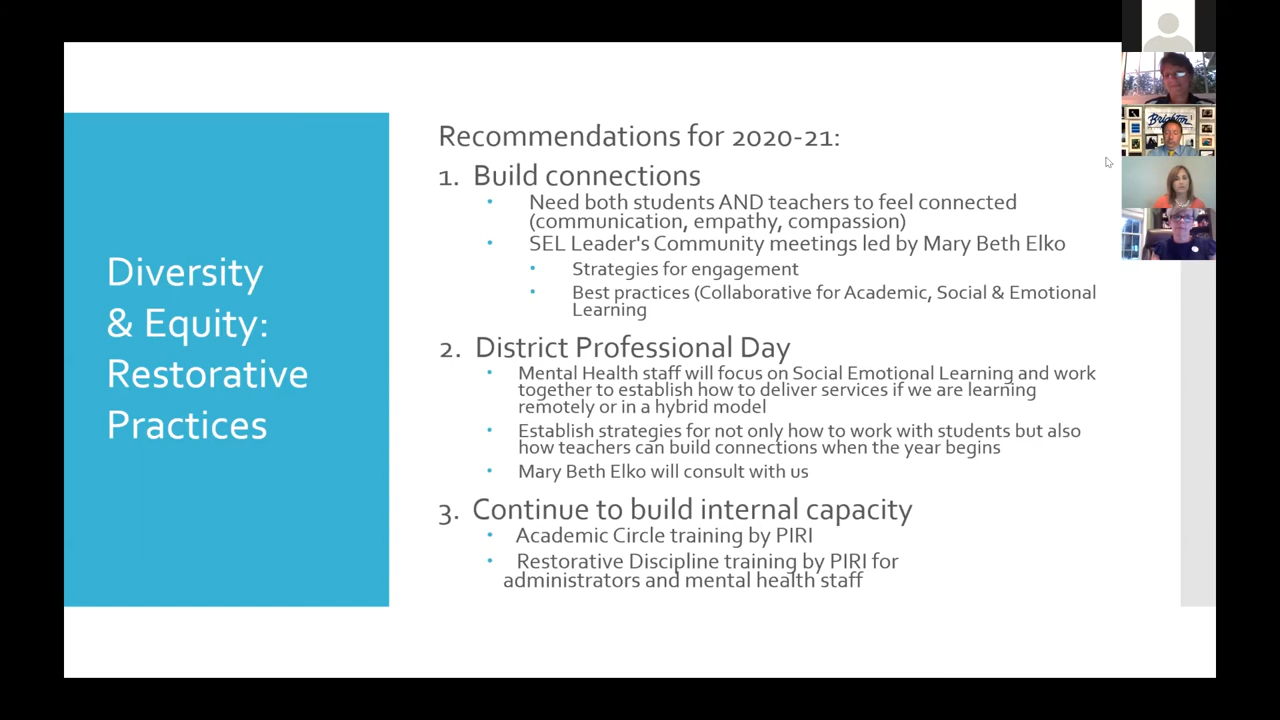 Diversity
& Equity:
Restorative
Practices
Recommendations for 2020-21:
1. Build connections
• Need both students AND teachers to feel connected
(communication, empathy, compassion)
• SEL Leader's Community meetings led by Mary Beth Elko
• Strategies for engagement
• Best practices (Collaborative for Academic, Social & Emotional
Learning
2. District Professional Day
• Mental Health staff will focus on Social Emotional Learning and work
together to establish how to deliver services if we are learning
remotely or in a hybrid model
• Establish strategies for not only how to work with students but also
how teachers can build connections when the year begins
• Mary Beth Elko will consult with us
3. Continue to build internal capacity
• Academic Circle training by PIRI
• Restorative Discipline training by PIRI for
administrators and mental health staff
Brighton